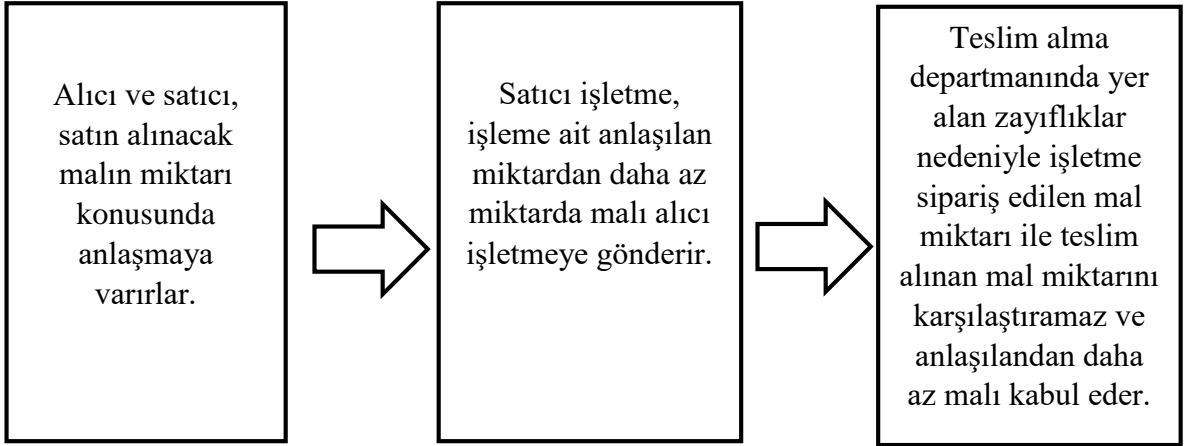 Alıcı ve satıcı,
satın alınacak
malın miktarı
konusunda
anlaşmaya
varırlar.
Satıcı işletme,
işleme ait anlaşılan
miktardan daha az
miktarda malı alıcı
işletmeye gönderir.
Teslim alma
departmanında yer
alan zayıflıklar
nedeniyle işletme
sipariş edilen mal
miktarı ile teslim
alınan mal miktarını
karşılaştıramaz ve
anlaşılandan daha
az malı kabul eder.